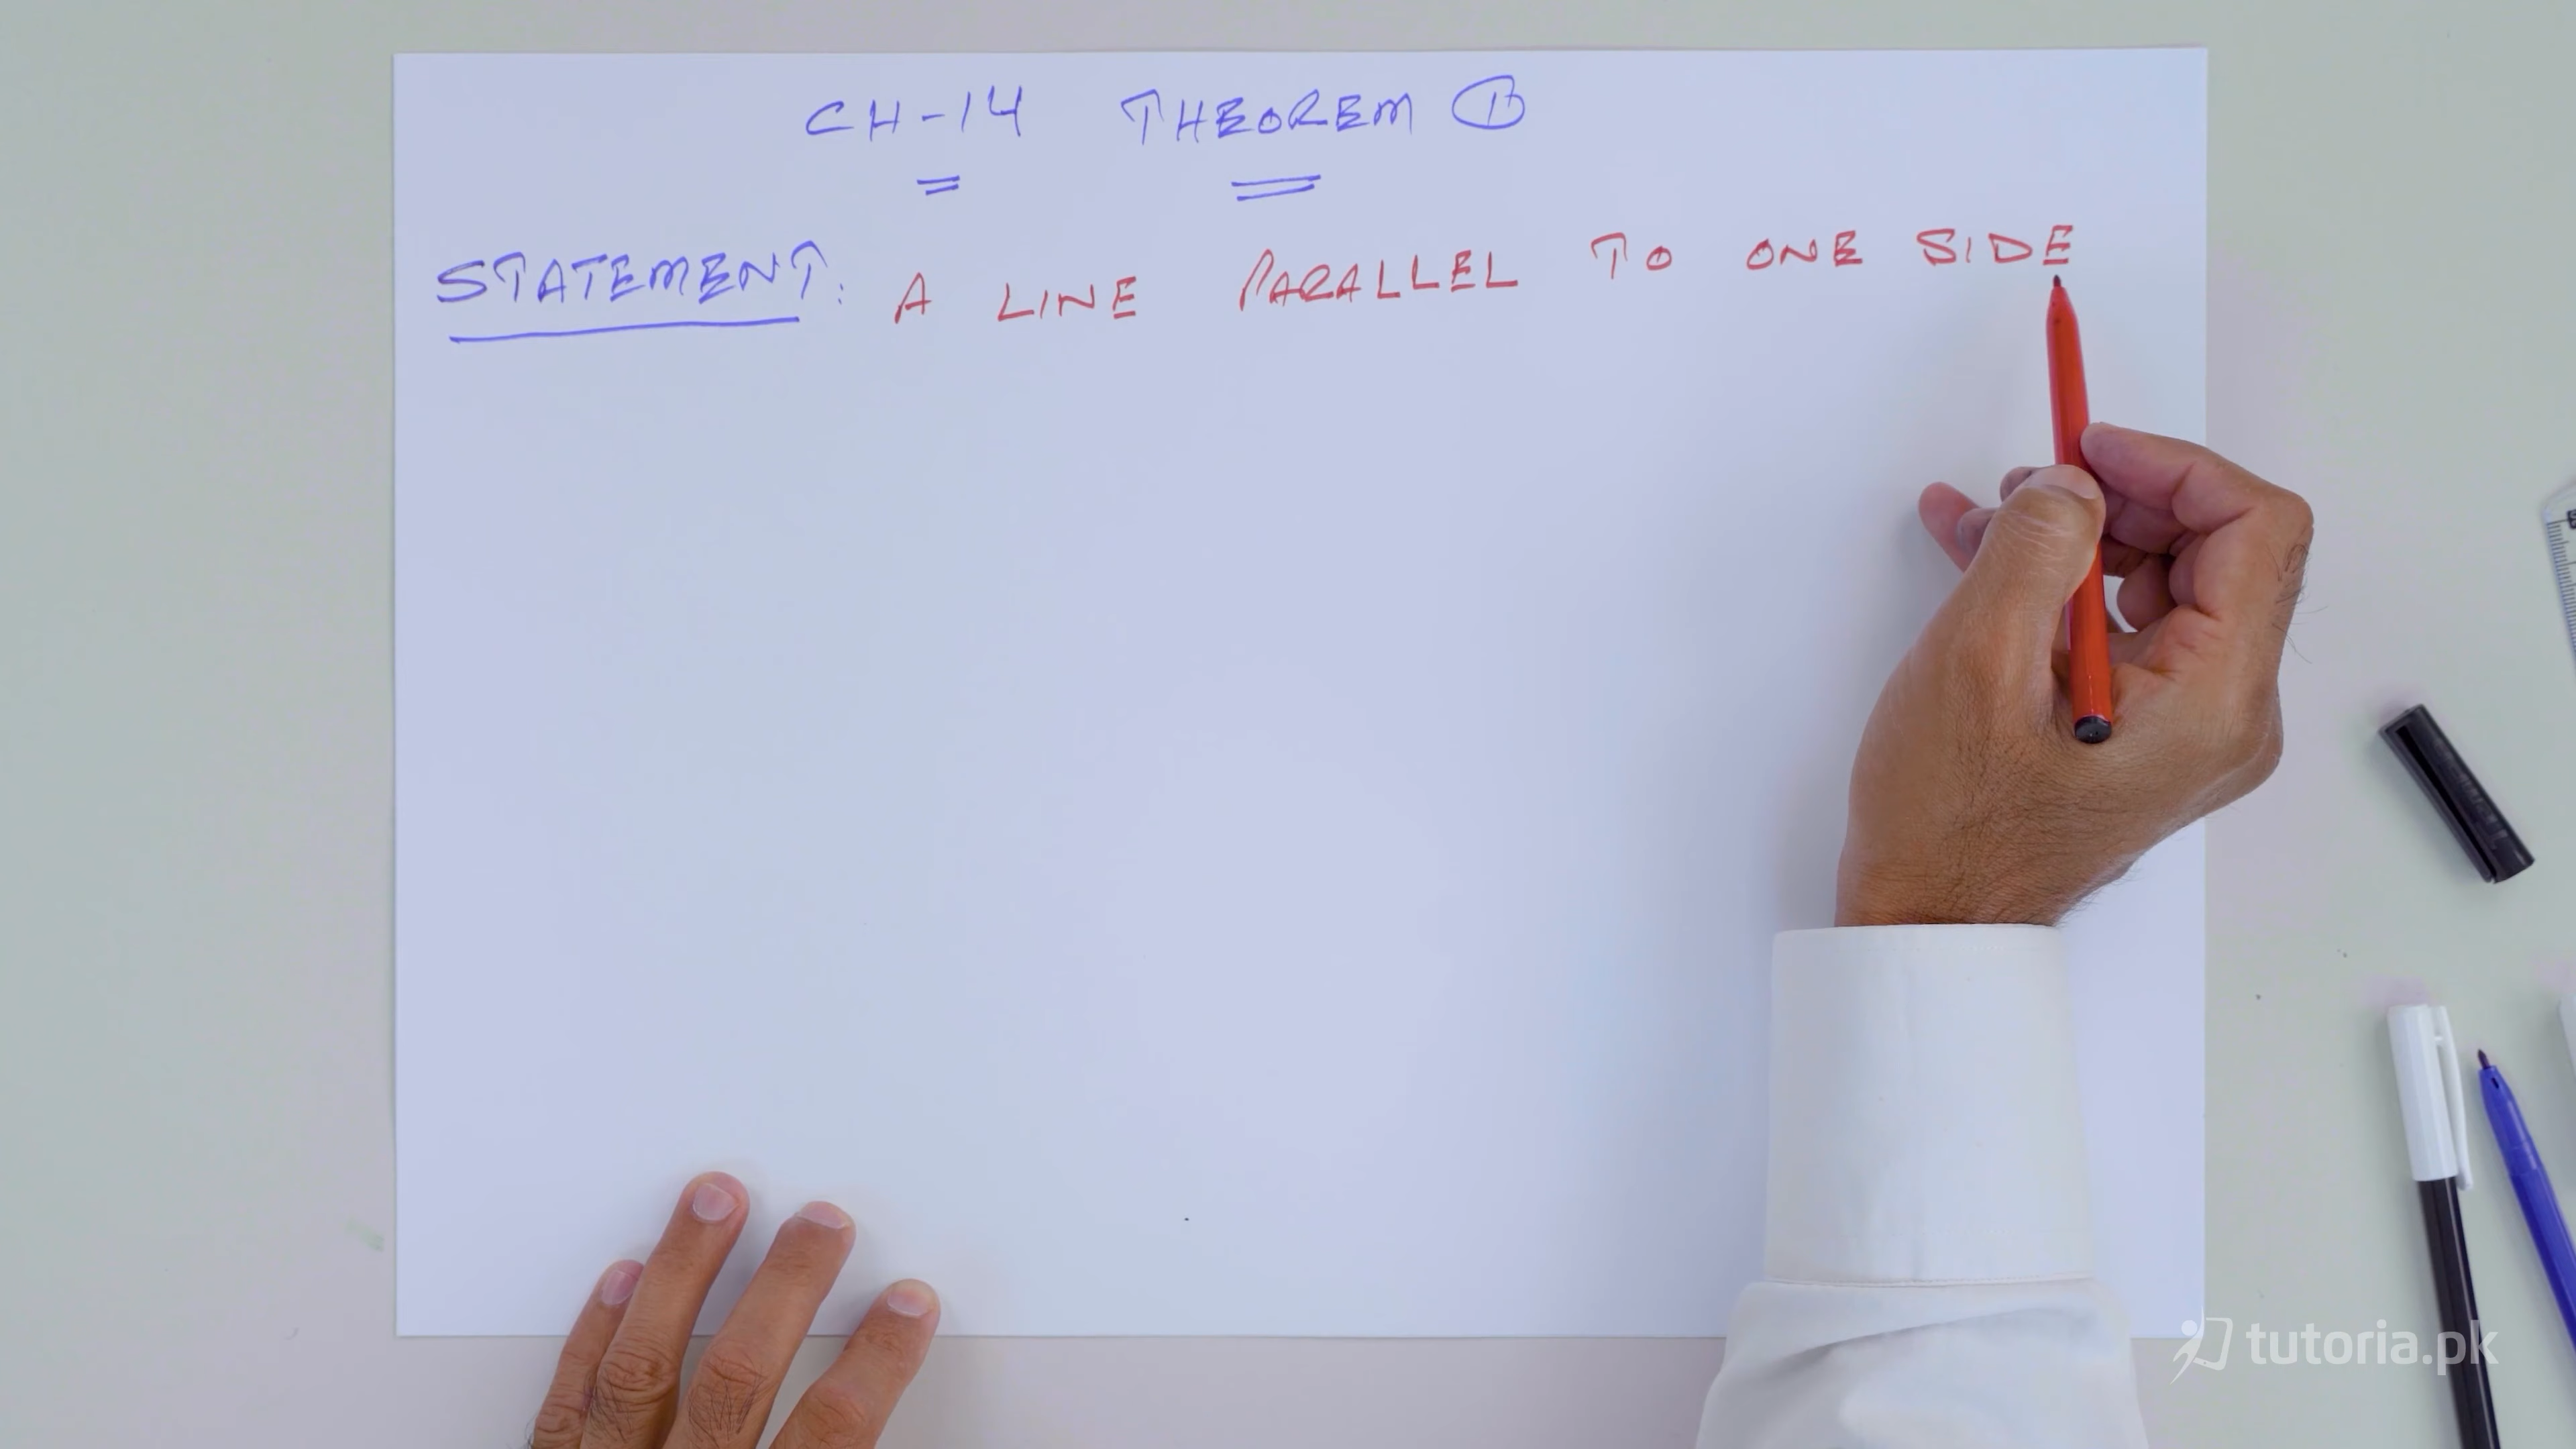 CH-14 THEOREM ①
STATEMENT: A LINE PARALLEL TO ONE SIDE
tutoria.pk